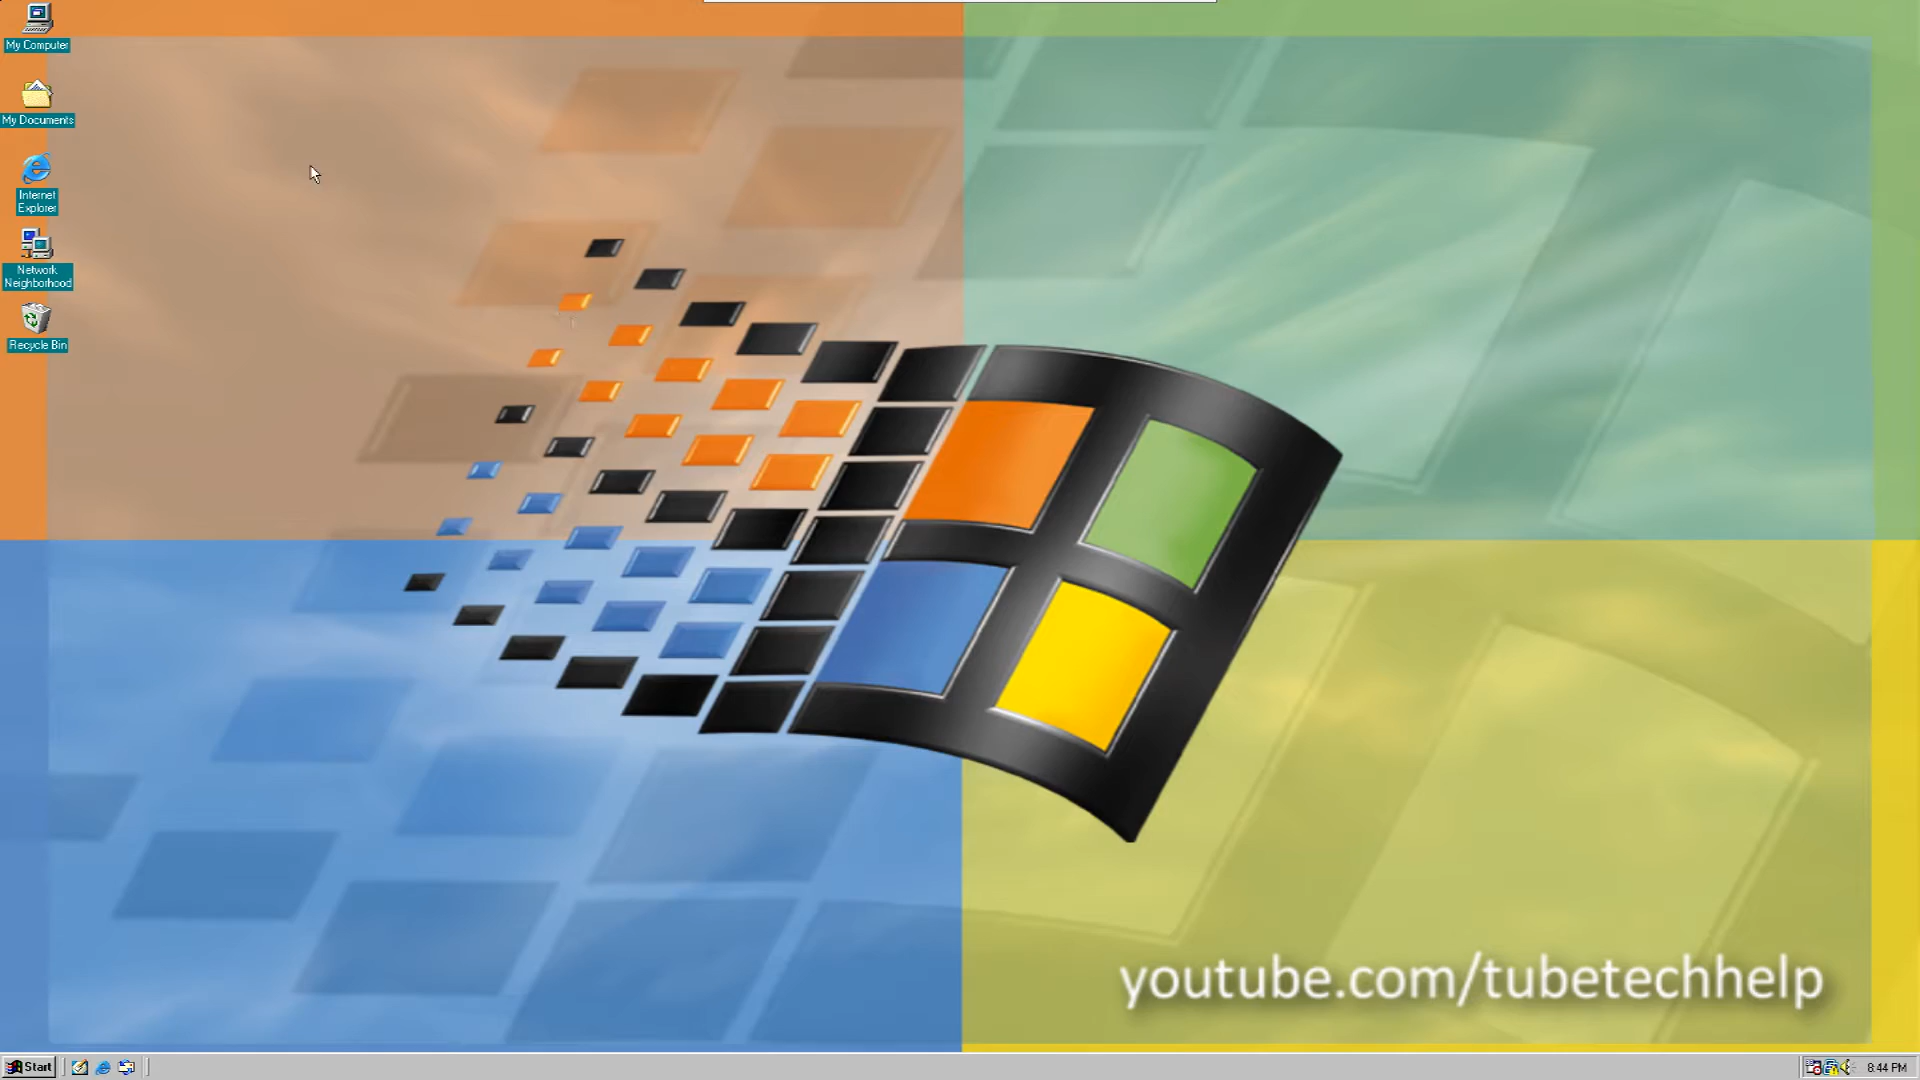 My Computer
My Documents
Internet
Explorer
Network
Neighborhood
Recycle Bin
youtube.com/tubetechhelp
Start
8:44 PM